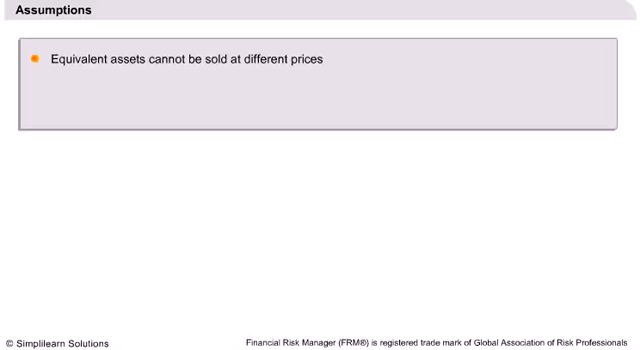 Assumptions
Equivalent assets cannot be sold at different prices
© Simplilearn Solutions
Financial Risk Manager (FRM®) is registered trade mark of Global Association of Risk Professionals